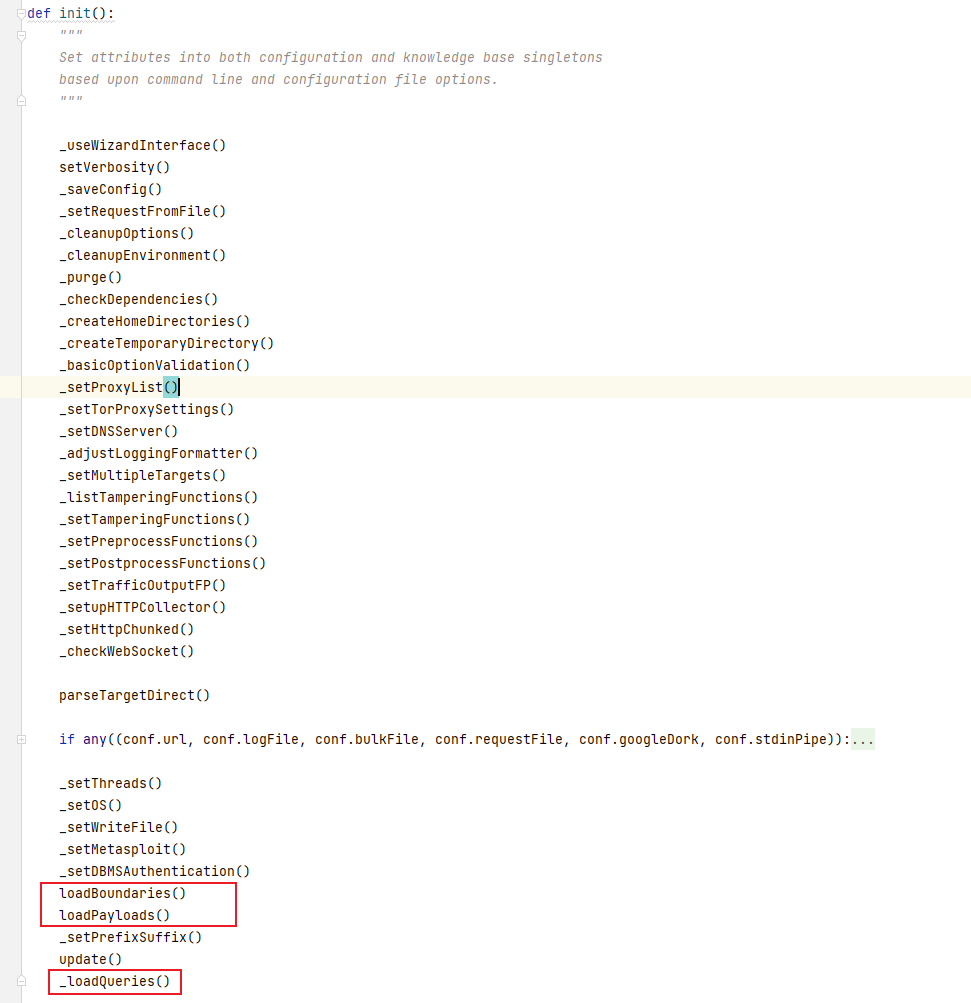 def init():
"""
Set attributes into both configuration and knowledge base singletons
based upon command line and configuration file options.
"""
_useWizardInterface()
setVerbosity()
_saveConfig()
_setRequestFromFile()
_cleanupOptions()
_cleanupEnvironment()
_purge()
_checkDependencies()
_createHomeDirectories()
_createTemporaryDirectory()
_basicOptionValidation()
_setProxyList()
_setTorProxySettings()
_setDNSServer()
_adjustLoggingFormatter()
_setMultipleTargets()
_listTamperingFunctions()
_setTamperingFunctions()
_setPreprocessFunctions()
_setPostprocessFunctions()
_setTrafficOutputFP()
_setupHTTPCollector()
_setHttpChunked()
_checkWebSocket()
parseTargetDirect()
if any((conf.url, conf.logFile, conf.bulkFile, conf.requestFile, conf.googleDork, conf.stdinPipe)):...
_setThreads()
_setOS()
_setWriteFile()
_setMetasploit()
_setDBMSAuthentication()
loadBoundaries()
loadPayloads()
_setPrefixSuffix()
update()
_loadQueries()